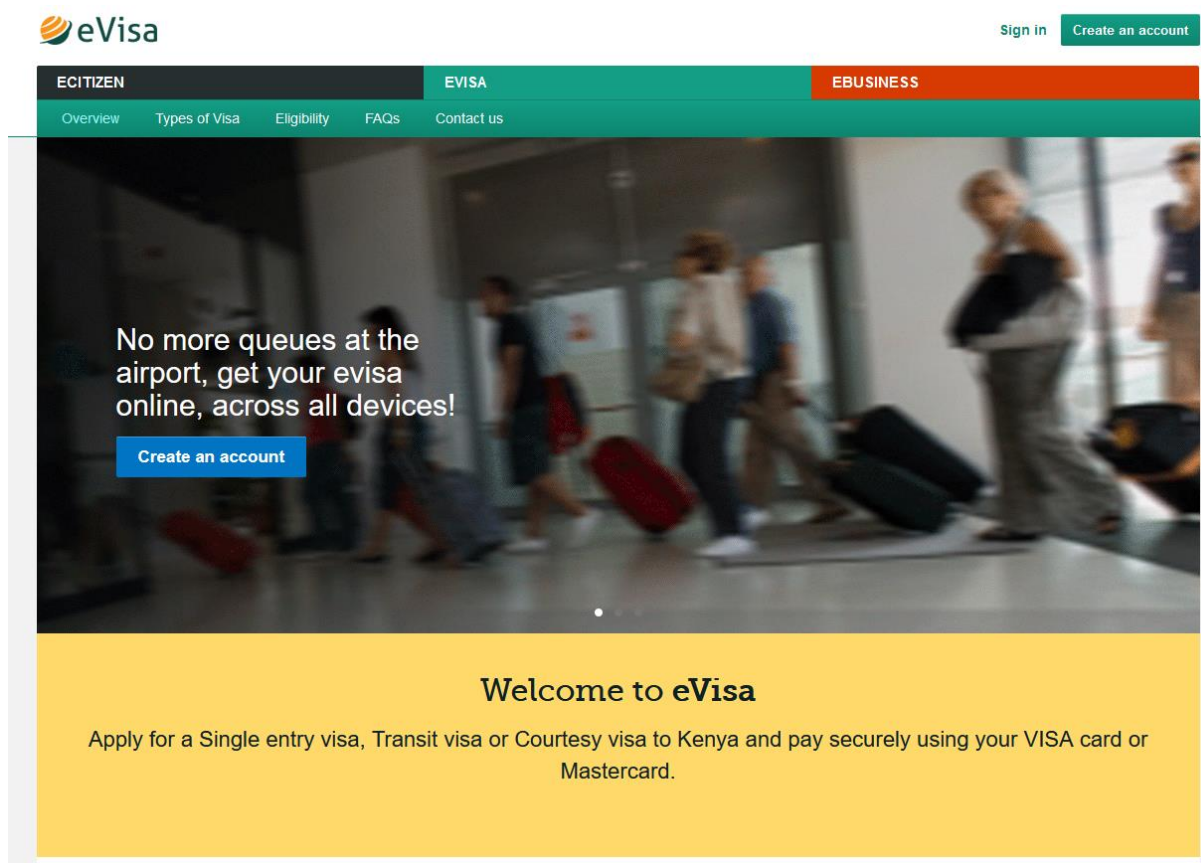 eVisa
Sign in
Create an account
ECITIZEN
EVISA
EBUSINESS
Overview
Types of Visa
Eligibility
FAQs
Contact us
No more queues at the
airport, get your evisa
online, across all devices!
Create an account
Welcome to eVisa
Apply for a Single entry visa, Transit visa or Courtesy visa to Kenya and pay securely using your VISA card or
Mastercard.